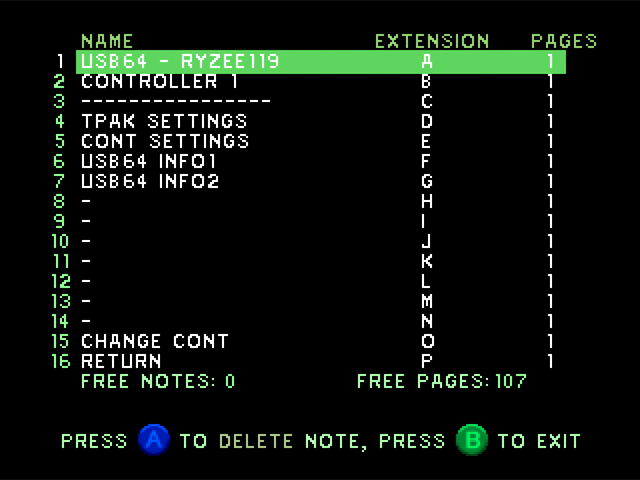 NAME EXTENSION PAGES
1 USB64 - RYZEE119 A 1
2 CONTROLLER 1 B 1
3 ---------------- C 1
4 TPAK SETTINGS D 1
5 CONT SETTINGS E 1
6 USB64 INFO1 F 1
7 USB64 INFO2 G 1
8 - H 1
9 - I 1
10 - J 1
11 - K 1
12 - L 1
13 - M 1
14 - N 1
15 CHANGE CONT O 1
16 RETURN P 1
FREE NOTES: 0 FREE PAGES:107
PRESS A TO DELETE NOTE, PRESS B TO EXIT